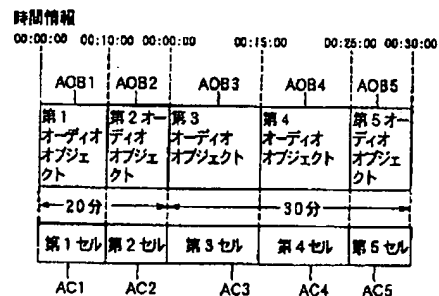 時間情報
00:00:00 00:10:00 00:00:00 00:15:00 00:25:00 00:30:00
AOB1 AOB2 AOB3 AOB4 AOB5
第1 オーディオ オブジェクト
第2オーディオ オブジェクト
第3 オーディオ オブジェクト
第4 オーディオ オブジェクト
第5オーディオ オブジェクト
20分 30分
第1セル 第2セル 第3セル 第4セル 第5セル
AC1 AC2 AC3 AC4 AC5